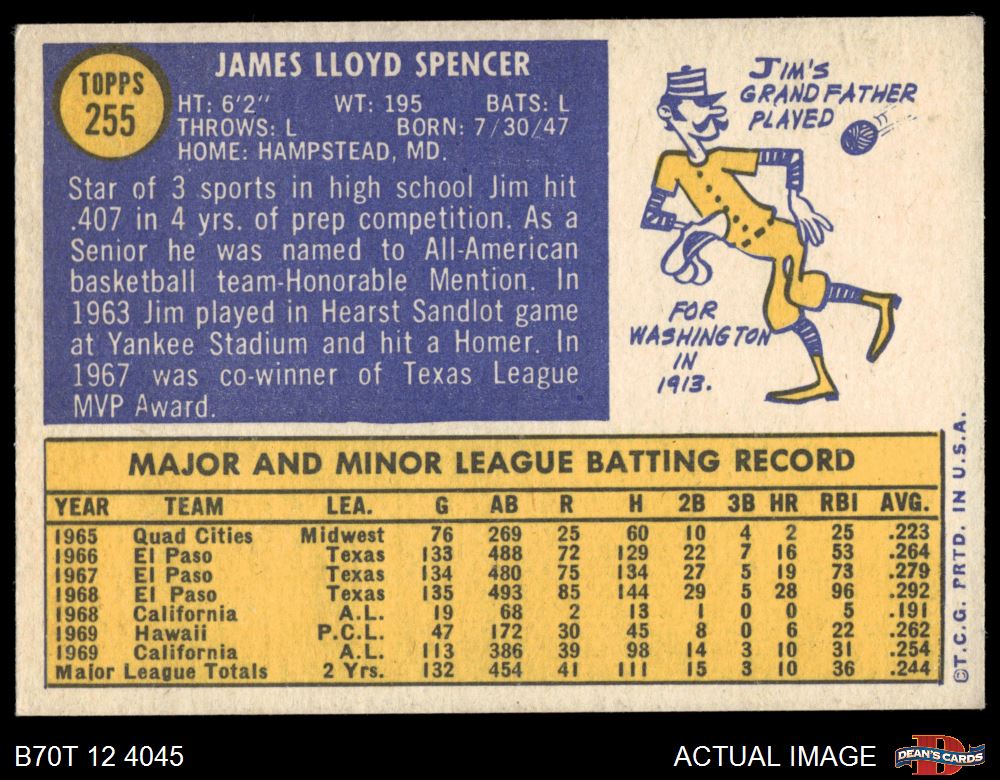 TOPPS
255
JAMES LLOYD SPENCER
HT: 6'2" WT: 195 BATS: L
THROWS: L BORN: 7/30/47
HOME: HAMPSTEAD, MD.
Star of 3 sports in high school Jim hit
.407 in 4 yrs. of prep competition. As a
Senior he was named to All-American
basketball team-Honorable Mention. In
1963 Jim played in Hearst Sandlot game
at Yankee Stadium and hit a Homer. In
1967 was co-winner of Texas League
MVP Award.
JIM'S
GRANDFATHER
PLAYED
FOR
WASHINGTON
IN
1913.
MAJOR AND MINOR LEAGUE BATTING RECORD
YEAR TEAM LEA. G AB R H 2B 3B HR RBI AVG.
1965 Quad Cities Midwest 76 269 25 60 10 4 2 25 .223
1966 El Paso Texas 133 488 72 129 22 7 16 53 .264
1967 El Paso Texas 134 480 75 134 27 5 19 73 .279
1968 El Paso Texas 135 493 85 144 29 5 28 96 .292
1968 California A.L. 19 68 2 13 1 0 0 5 .191
1969 Hawaii P.C.L. 47 172 30 45 8 0 6 22 .262
1969 California A.L. 113 386 39 98 14 3 10 31 .254
Major League Totals 2 Yrs. 132 454 41 111 15 3 10 36 .244
©T.C.G. PRTD. IN U.S.A.
B70T 12 4045
ACTUAL IMAGE
D
DEAN'S CARDS